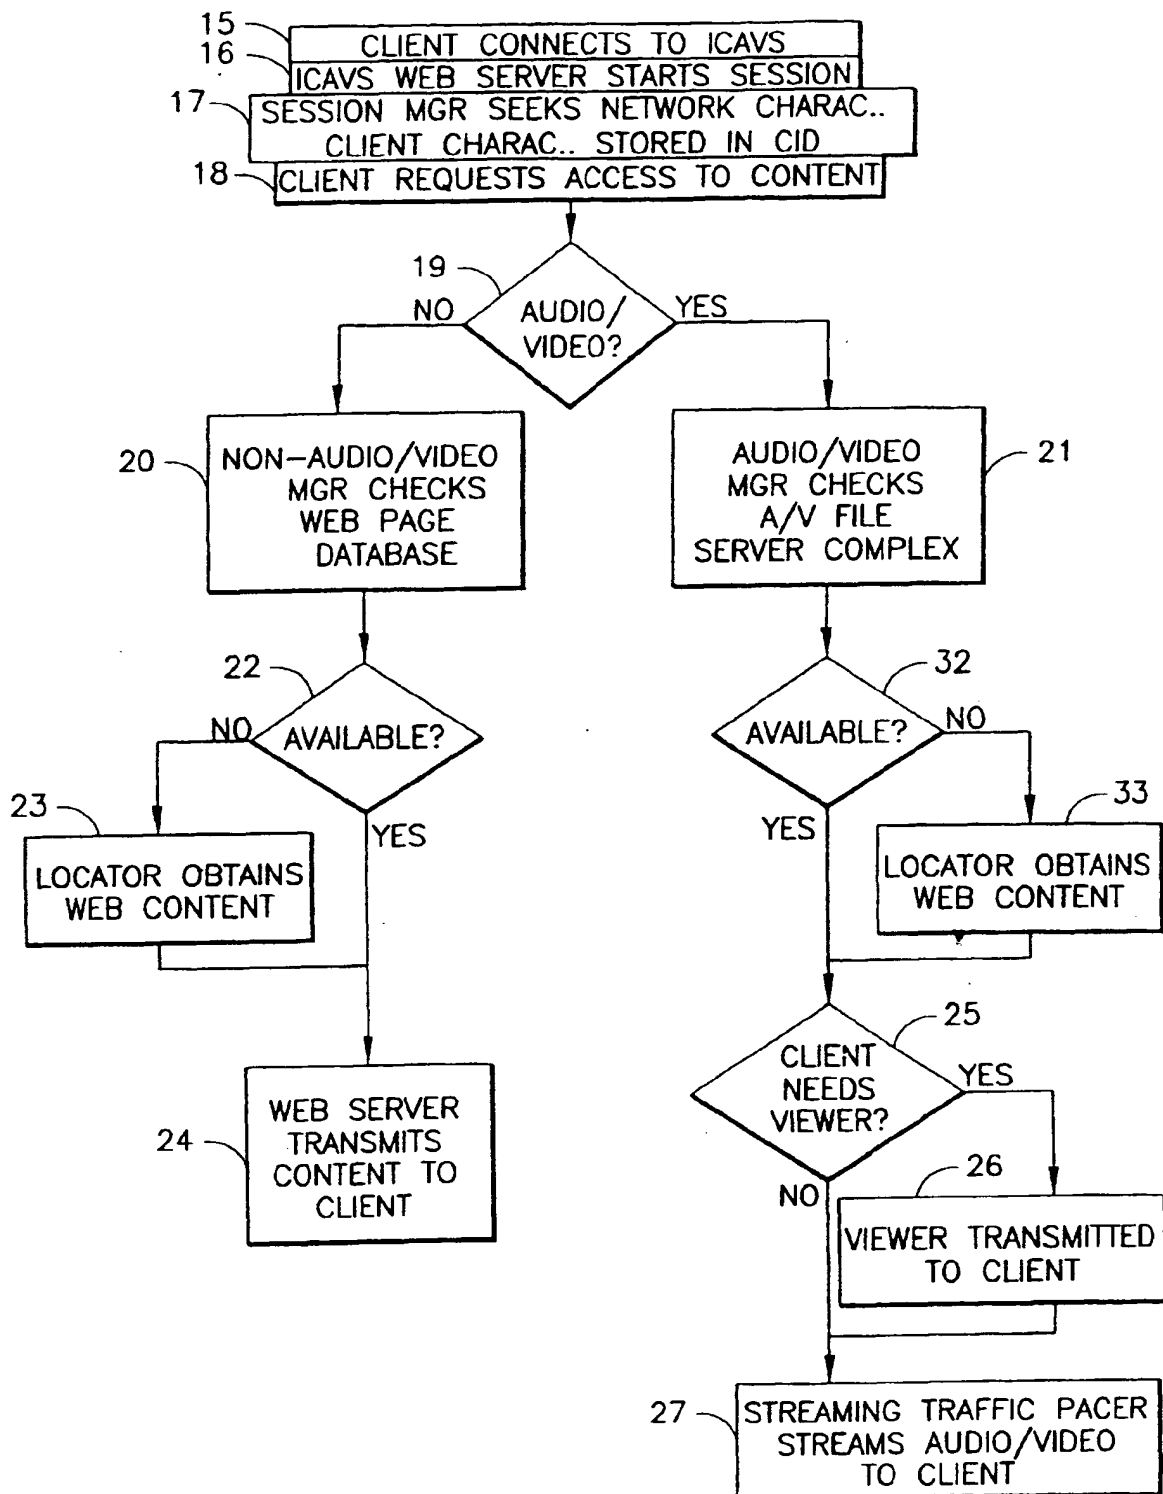 15
CLIENT CONNECTS TO ICAVS
16
ICAVS WEB SERVER STARTS SESSION
17
SESSION MGR SEEKS NETWORK CHARAC..
CLIENT CHARAC.. STORED IN CID
18
CLIENT REQUESTS ACCESS TO CONTENT
19
NO
AUDIO/
VIDEO?
YES
20
NON-AUDIO/VIDEO
MGR CHECKS
WEB PAGE
DATABASE
AUDIO/VIDEO
MGR CHECKS
A/V FILE
SERVER COMPLEX
21
22
NO
AVAILABLE?
YES
32
AVAILABLE?
NO
YES
23
LOCATOR OBTAINS
WEB CONTENT
33
LOCATOR OBTAINS
WEB CONTENT
24
WEB SERVER
TRANSMITS
CONTENT TO
CLIENT
25
CLIENT
NEEDS
VIEWER?
YES
NO
26
VIEWER TRANSMITTED
TO CLIENT
27
STREAMING TRAFFIC PACER
STREAMS AUDIO/VIDEO
TO CLIENT